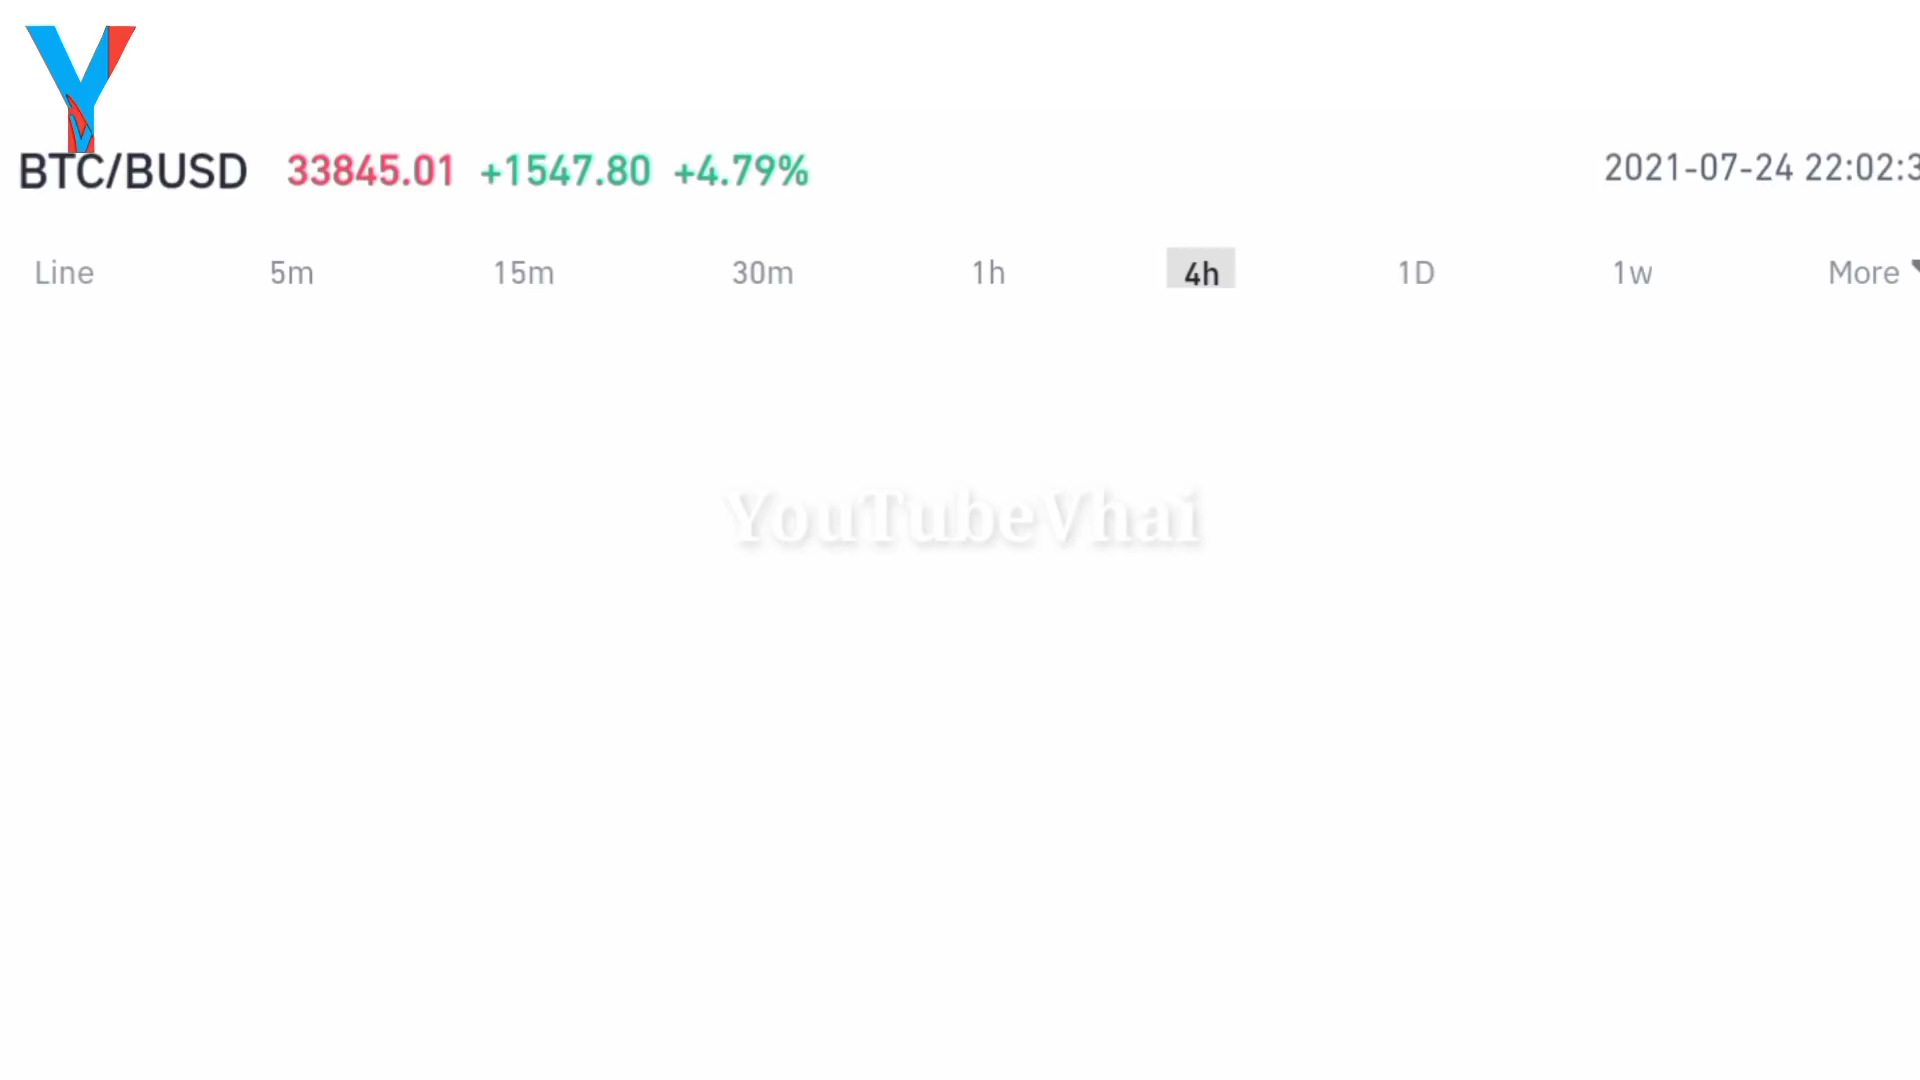 Y
BTC/BUSD 33845.01 +1547.80 +4.79% 2021-07-24 22:02:3
Line 5m 15m 30m 1h 4h 1D 1w More
YouTubeVhai